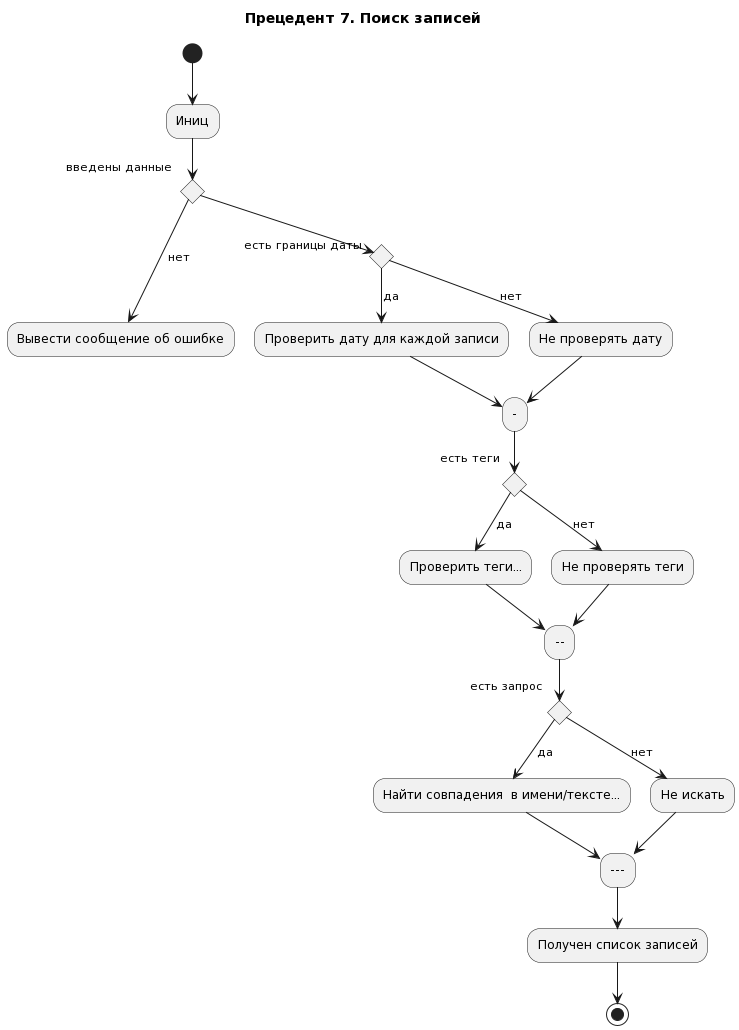 Прецедент 7. Поиск записей
Иниц
введены данные
нет
есть границы даты
да
нет
Вывести сообщение об ошибке
Проверить дату для каждой записи
Не проверять дату
-
есть теги
да
нет
Проверить теги...
Не проверять теги
--
есть запрос
да
нет
Найти совпадения  в имени/тексте...
Не искать
---
Получен список записей